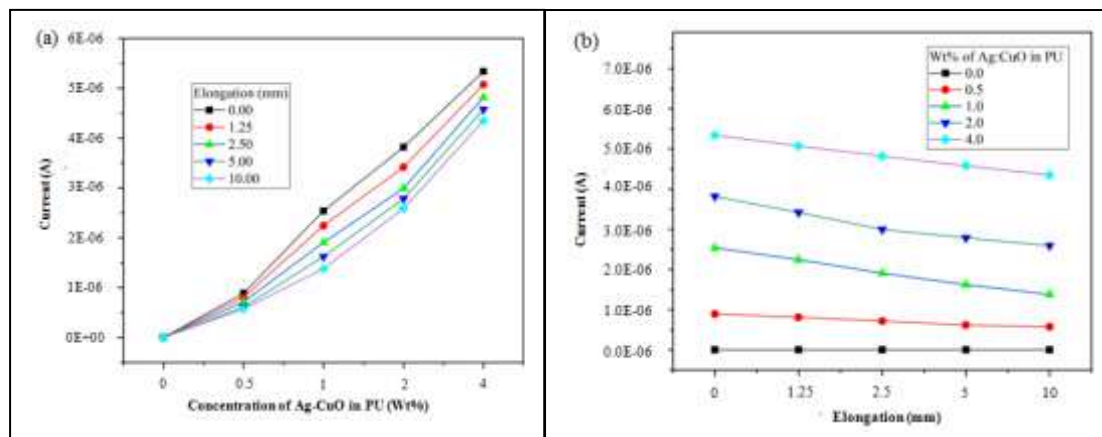 (a)
6E-06
5E-06
4E-06
3E-06
2E-06
1E-06
0E+00
Current (A)
Elongation (mm)
0.00
1.25
2.50
5.00
10.00
0 0.5 1 2 4
Concentration of Ag-CuO in PU (Wt%)
(b)
7.0E-06
6.0E-06
5.0E-06
4.0E-06
3.0E-06
2.0E-06
1.0E-06
0.0E-06
Current (A)
Wt% of Ag:CuO in PU
0.0
0.5
1.0
2.0
4.0
0 1.25 2.5 5 10
Elongation (mm)